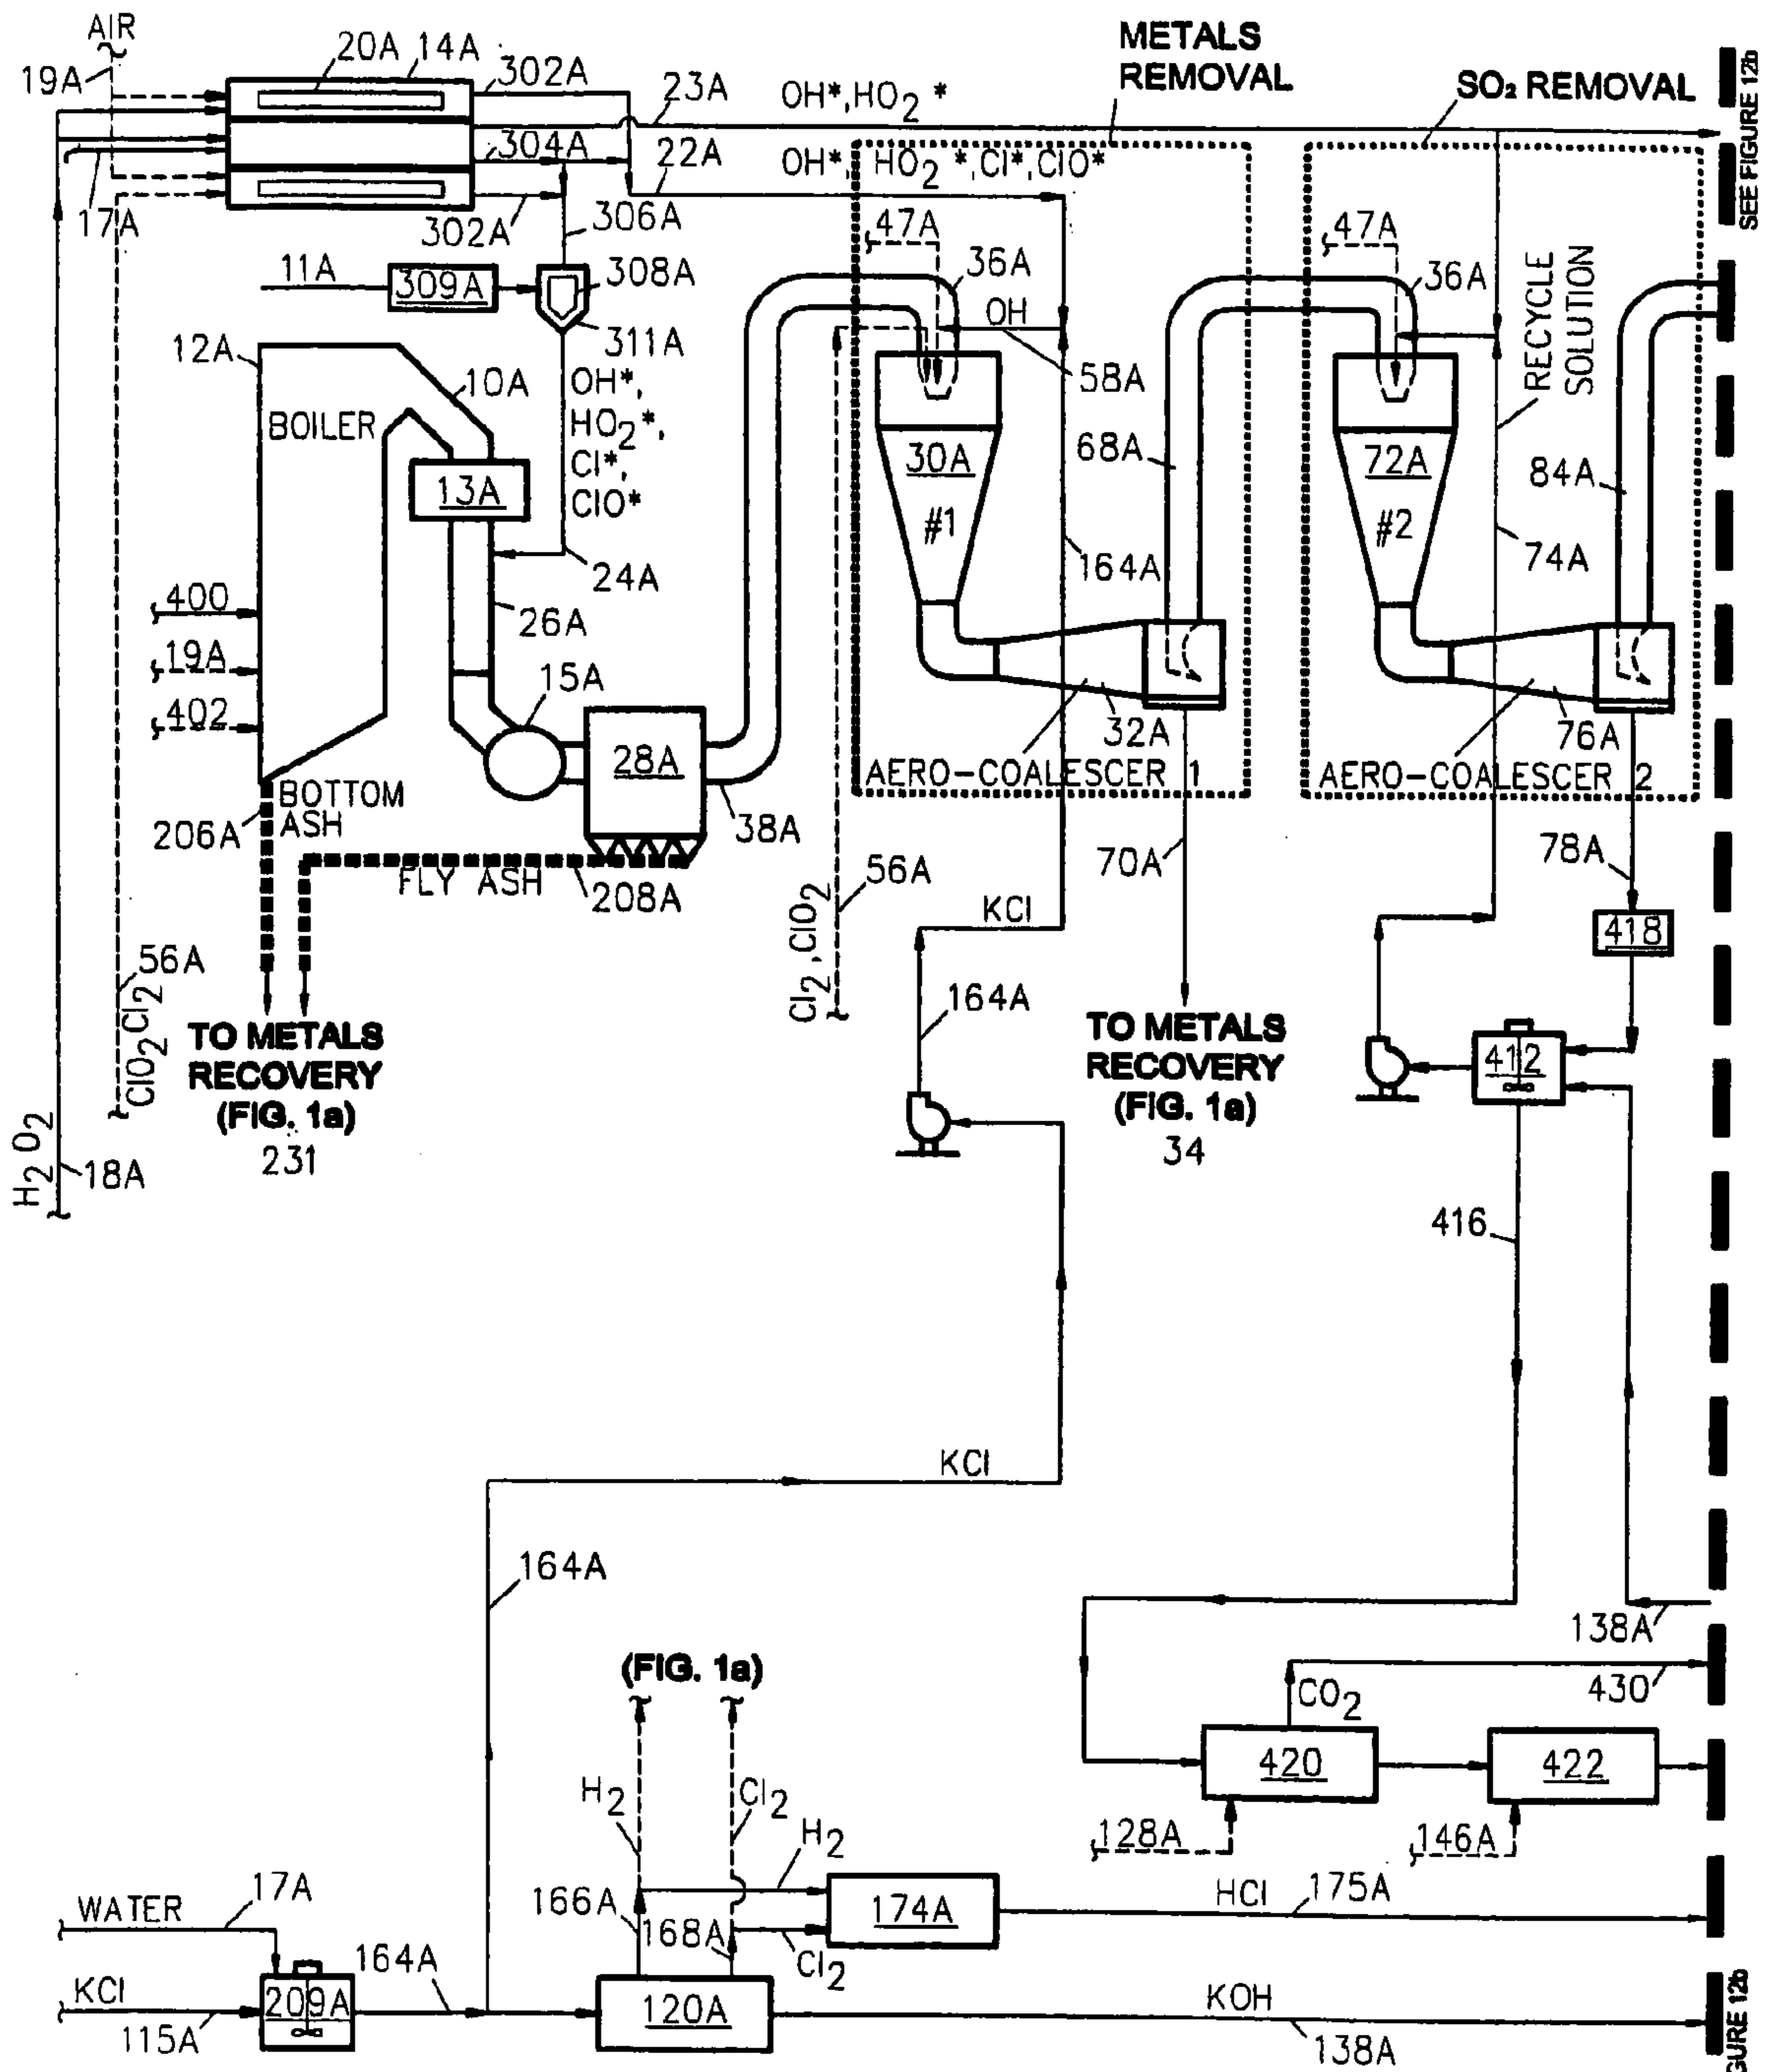 AIR
19A
20A
14A
302A
23A
OH*,HO2 *
METALS
REMOVAL
SO2 REMOVAL
SEE FIGURE 12b
304A
22A
OH*, HO2 *,Cl*,ClO*
17A
302A
306A
47A
47A
11A
309A
308A
36A
36A
RECYCLE
SOLUTION
12A
311A
OH
58A
10A
BOILER
OH*,
HO2*,
Cl*,
ClO*
13A
30A
#1
68A
72A
#2
84A
24A
164A
74A
400
26A
19A
15A
402
28A
32A
76A
AERO-COALESCER 1
AERO-COALESCER 2
BOTTOM
ASH
206A
38A
FLY ASH
208A
56A
70A
78A
Cl2,ClO2
KCl
418
56A
ClO2Cl2
164A
TO METALS
RECOVERY
(FIG. 1a)
231
TO METALS
RECOVERY
(FIG. 1a)
34
412
H2O2
18A
416
KCl
164A
138A
(FIG. 1a)
CO2
430
420
422
H2
Cl2
H2
128A
146A
WATER
17A
166A
168A
174A
HCl
175A
Cl2
KCl
209A
164A
120A
KOH
115A
138A
GURE 12b